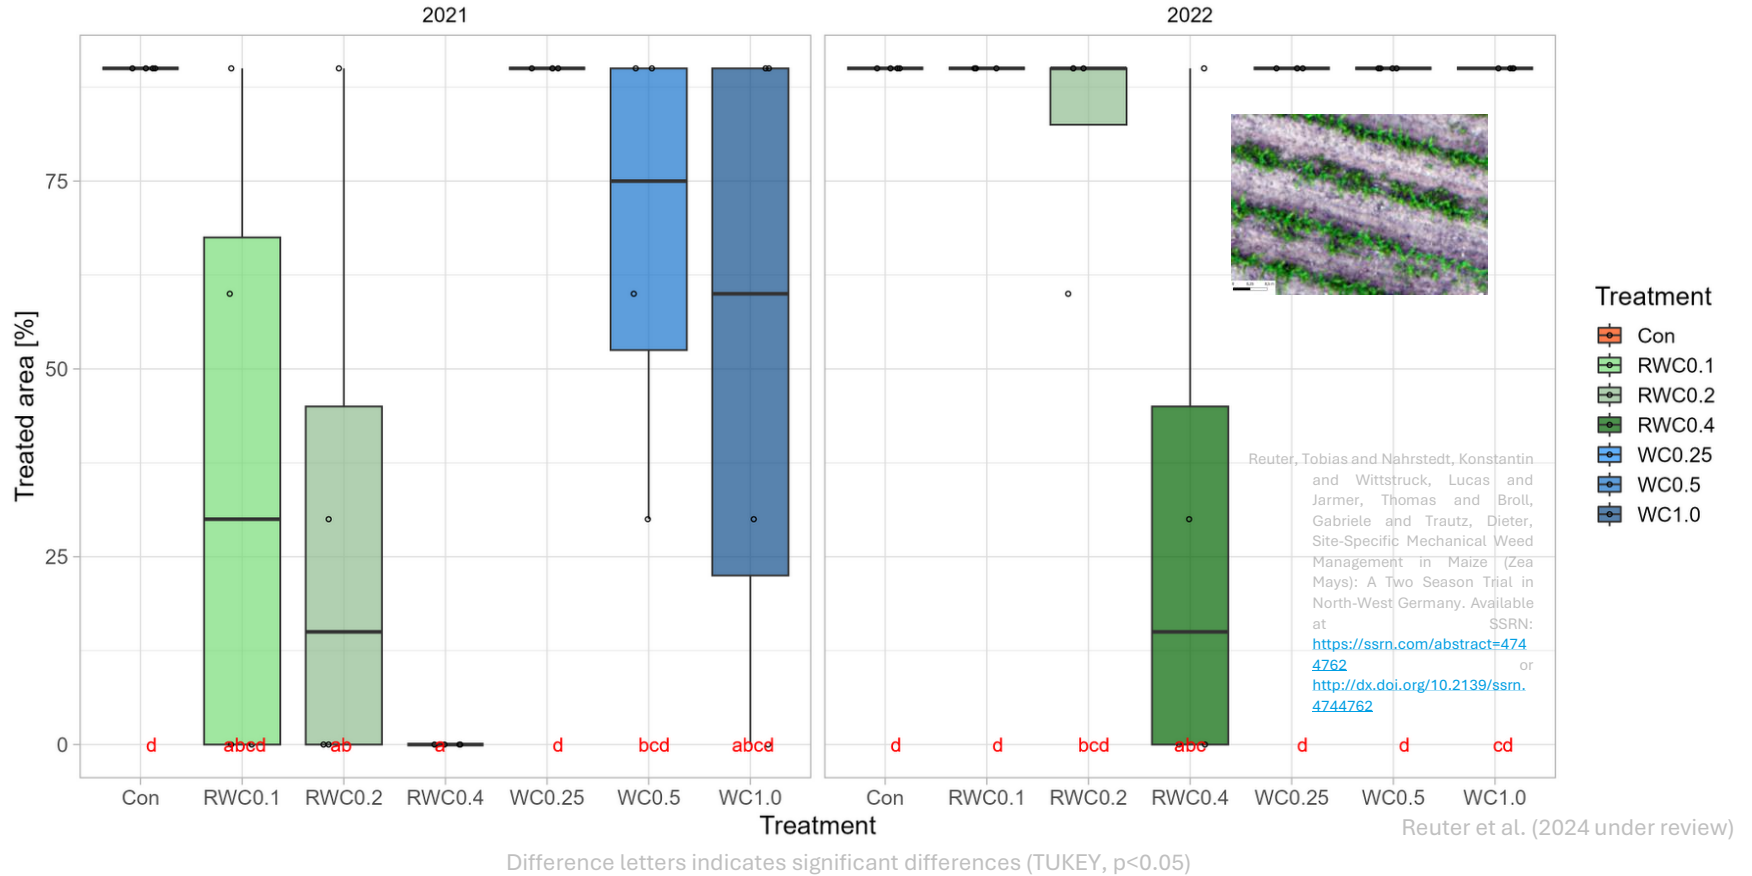 2021
2022
Treated area [%]
75
50
25
0
d
abcd
ab
a
d
bcd
abcd
d
d
bcd
abc
d
d
cd
Con
RWC0.1
RWC0.2
RWC0.4
WC0.25
WC0.5
WC1.0
Con
RWC0.1
RWC0.2
RWC0.4
WC0.25
WC0.5
WC1.0
Treatment
Treatment
Con
RWC0.1
RWC0.2
RWC0.4
WC0.25
WC0.5
WC1.0
Reuter, Tobias and Nahrstedt, Konstantin
and Wittstruck, Lucas and
Jarmer, Thomas and Broll,
Gabriele and Trautz, Dieter,
Site-Specific Mechanical Weed
Management in Maize (Zea
Mays): A Two Season Trial in
North-West Germany. Available
at SSRN:
https://ssrn.com/abstract=474
4762 or
http://dx.doi.org/10.2139/ssrn.
4744762
Reuter et al. (2024 under review)
Difference letters indicates significant differences (TUKEY, p<0.05)